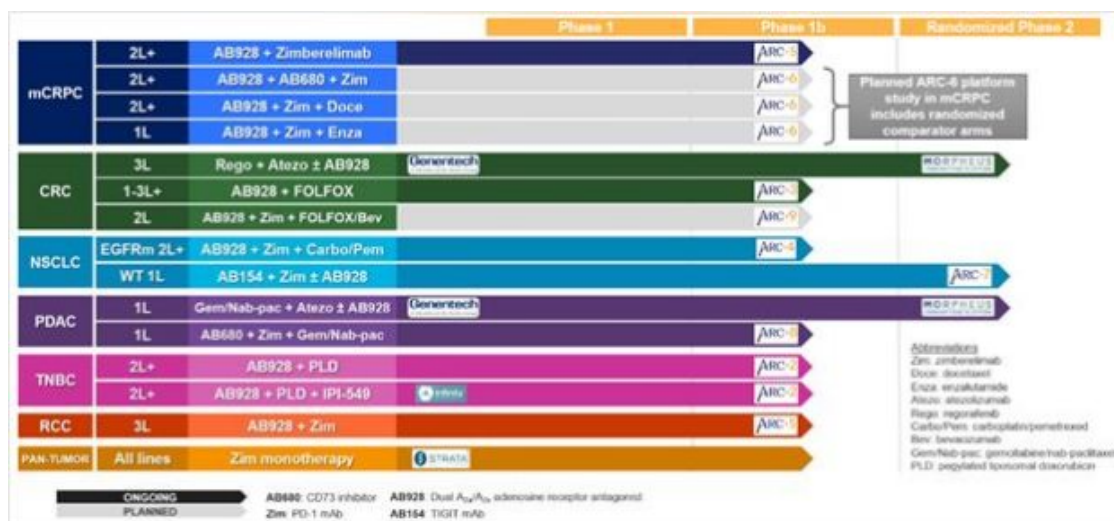 Phase 1 Phase 1b Randomized Phase 2
mCRPC
2L+ AB928 + Zimberelimab ARC-5
2L+ AB928 + AB680 + Zim ARC-6
2L+ AB928 + Zim + Doce ARC-6
1L AB928 + Zim + Enza ARC-6
Planned ARC-6 platform
study in mCRPC
includes randomized
comparator arms
CRC
3L Rego + Atezo ± AB928 Genentech MORPHEUS
1-3L+ AB928 + FOLFOX ARC-3
2L AB928 + Zim + FOLFOX/Bev ARC-9
NSCLC
EGFRm 2L+ AB928 + Zim + Carbo/Pem ARC-4
WT 1L AB154 + Zim ± AB928 ARC-7
PDAC
1L Gem/Nab-pac + Atezo ± AB928 Genentech MORPHEUS
1L AB680 + Zim + Gem/Nab-pac ARC-8
TNBC
2L+ AB928 + PLD ARC-2
2L+ AB928 + PLD + IPI-549 Infinity ARC-2
RCC
3L AB928 + Zim ARC-5
PAN-TUMOR All lines Zim monotherapy STRATA
Abbreviations
Zim: zimberelimab
Doce: docetaxel
Enza: enzalutamide
Atezo: atezolizumab
Rego: regorafenib
Carbo/Pem: carboplatin/pemetrexed
Bev: bevacizumab
Gem/Nab-pac: gemcitabine/nab-paclitaxel
PLD: pegylated liposomal doxorubicin
ONGOING AB680: CD73 inhibitor AB928: Dual A2a/A2b adenosine receptor antagonist
PLANNED Zim: PD-1 mAb AB154: TIGIT mAb